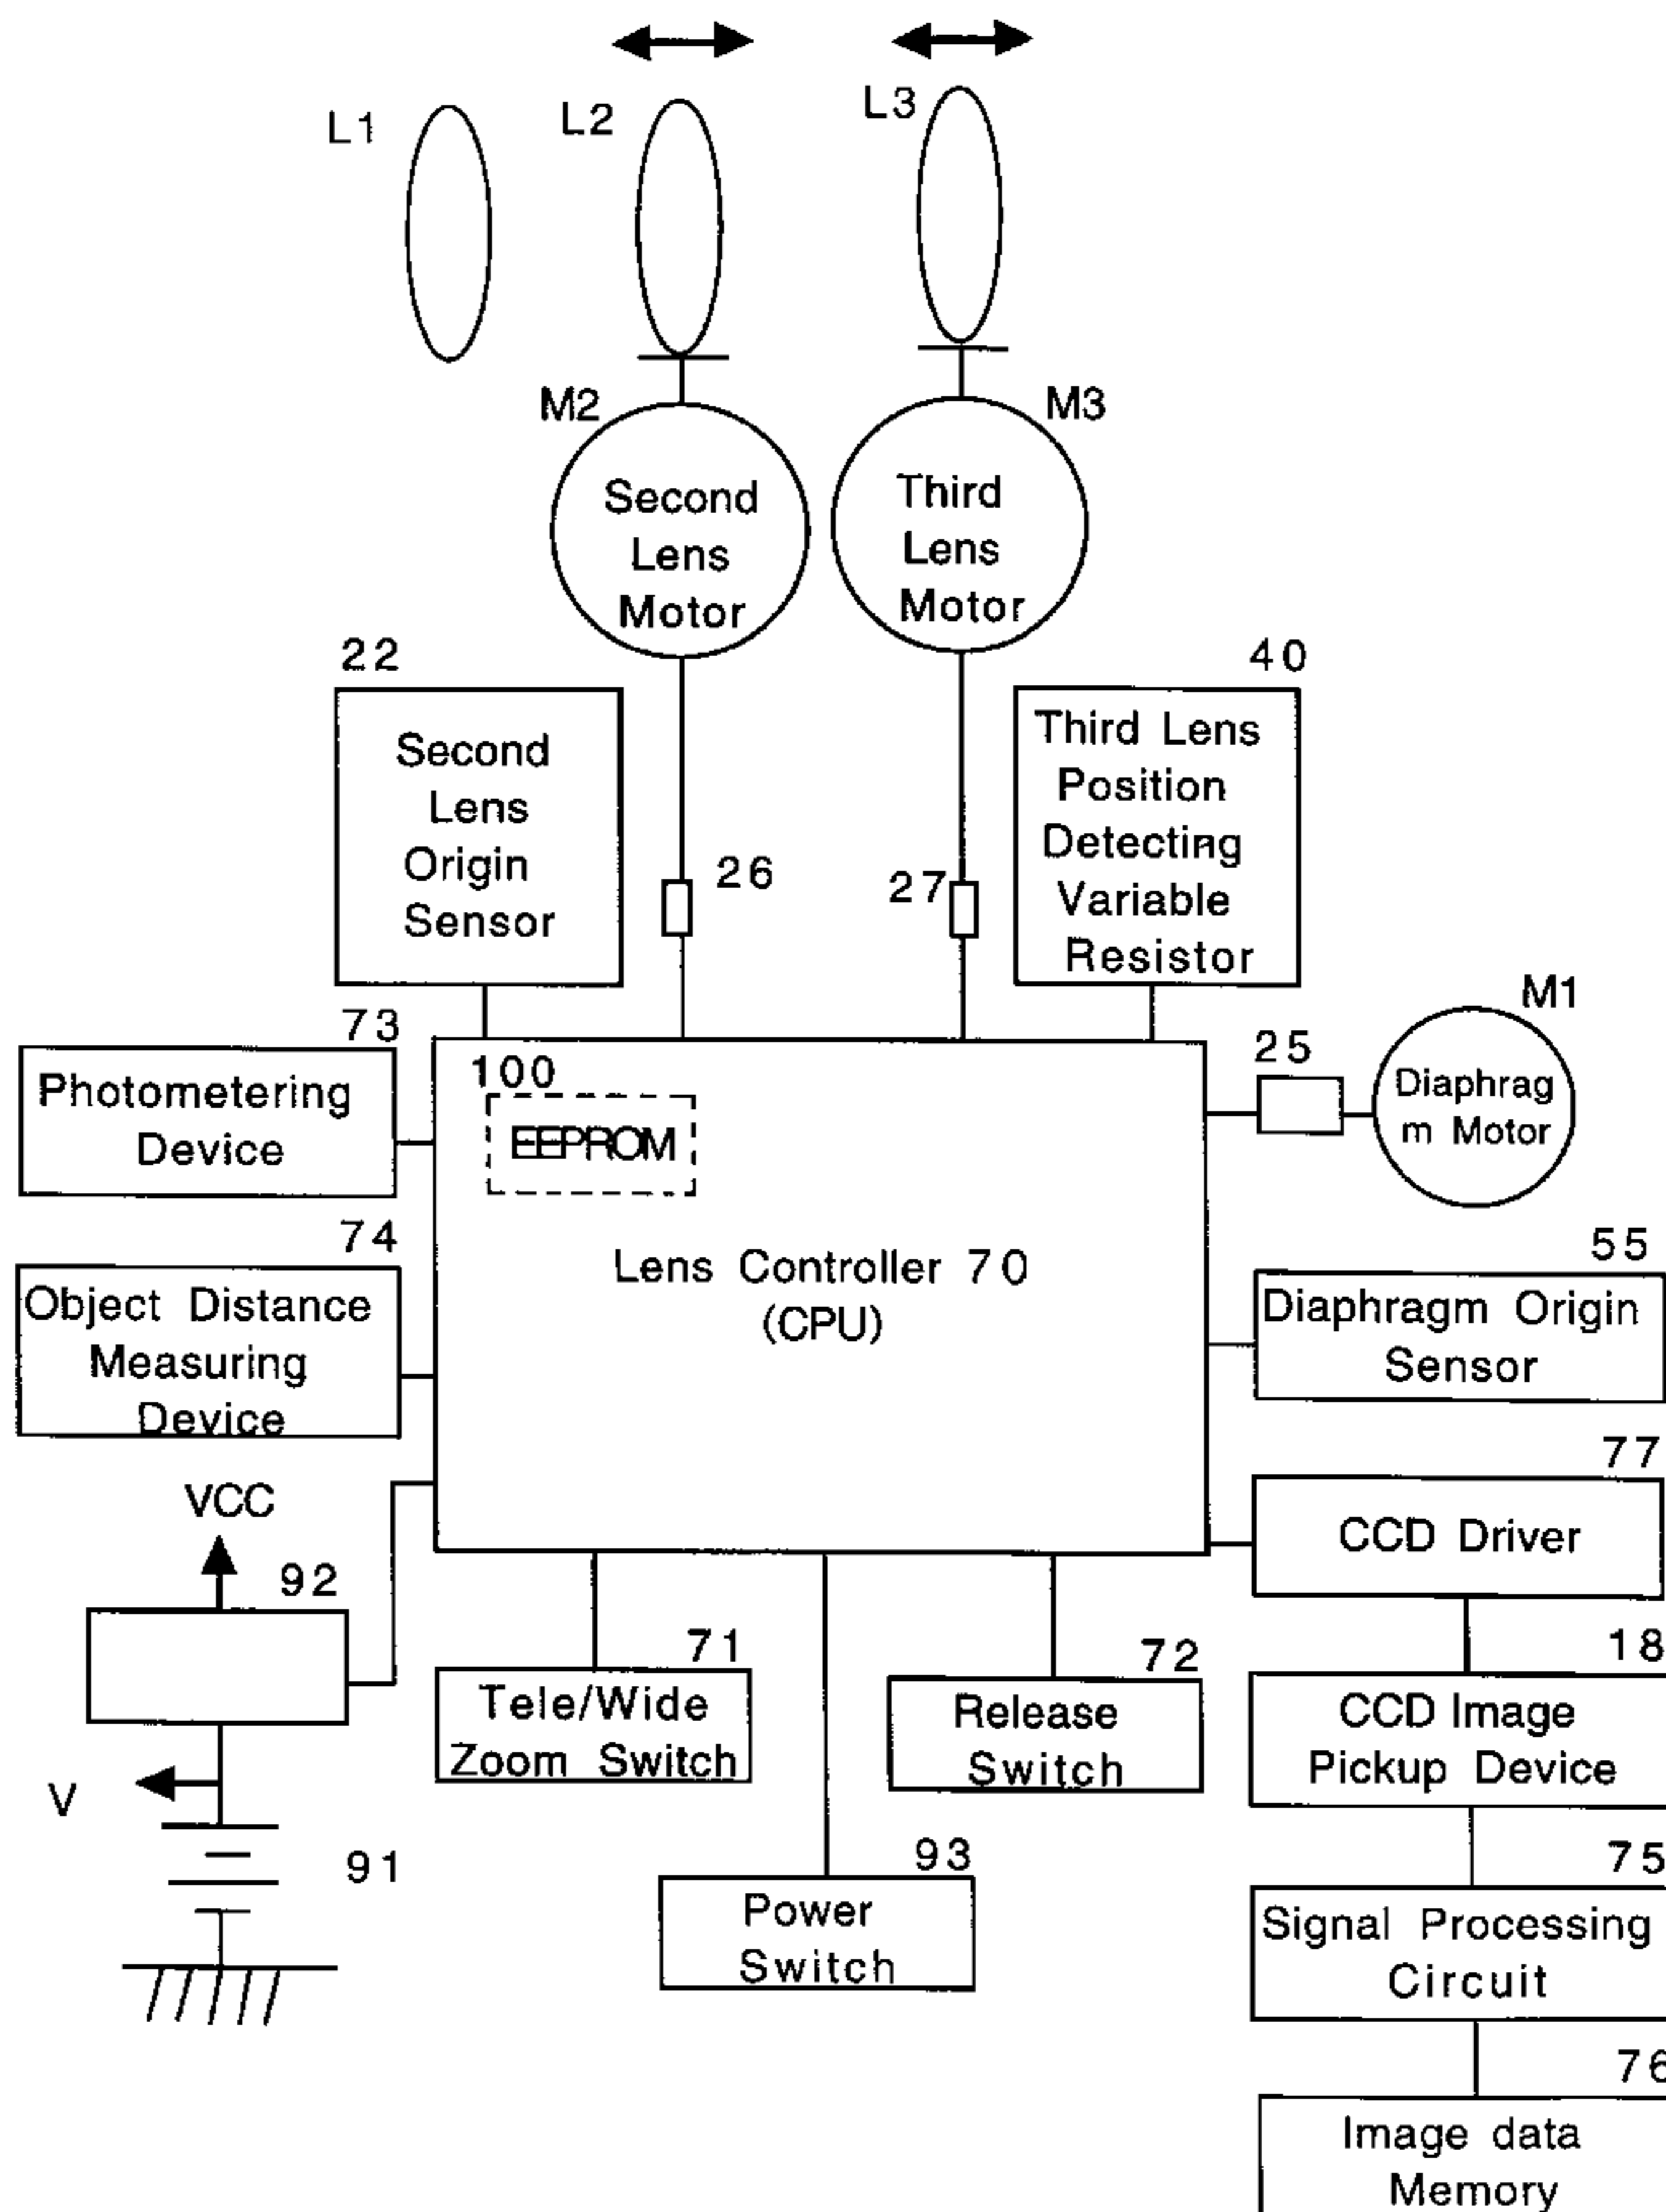 L1
L2
L3
M2
M3
Second
Lens
Motor
Third
Lens
Motor
22
40
Second
Lens
Origin
Sensor
Third Lens
Position
Detecting
Variable
Resistor
26
27
M1
73
100
25
Photometering
Device
EEPROM
Diaphrag
m Motor
74
55
Object Distance
Measuring
Device
Lens Controller 70
(CPU)
Diaphragm Origin
Sensor
77
VCC
CCD Driver
92
71
72
18
Tele/Wide
Zoom Switch
Release
Switch
CCD Image
Pickup Device
V
91
93
75
Power
Switch
Signal Processing
Circuit
76
Image data
Memory